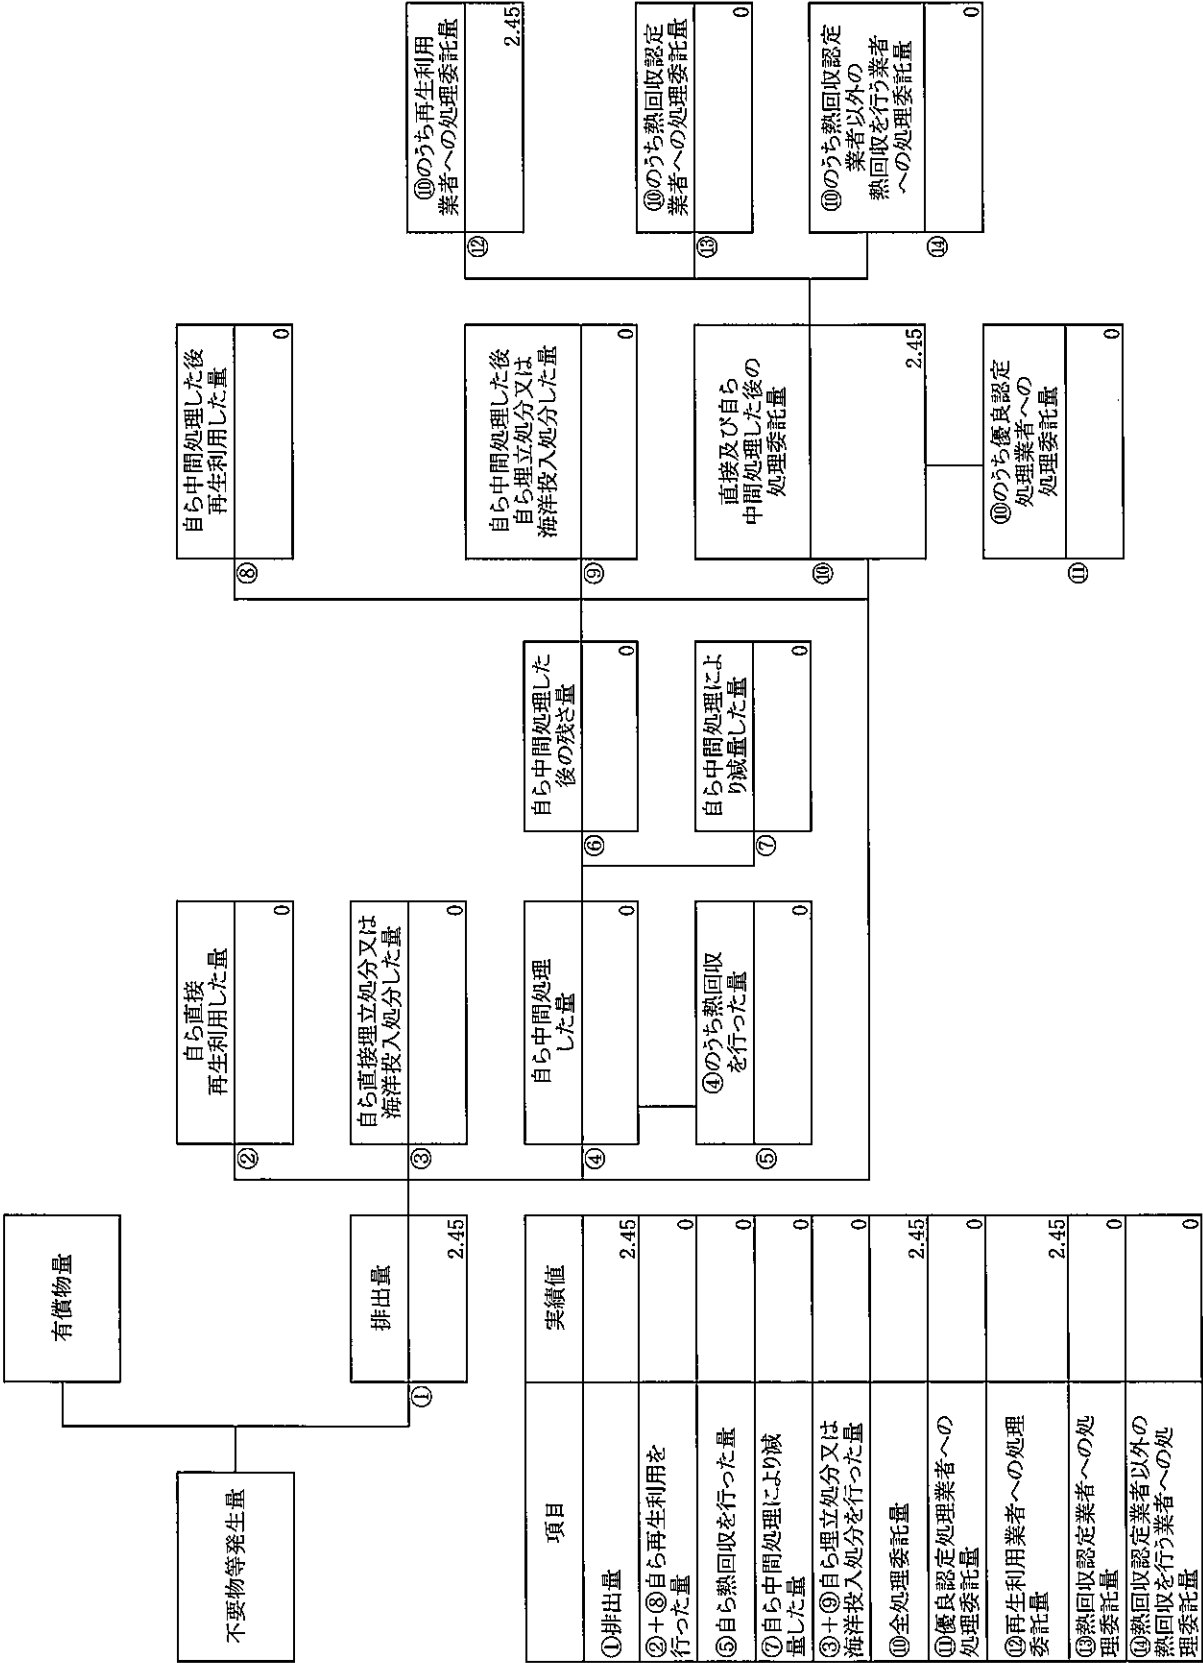 不要物等発生量
有償物量
排出量
①
2.45
自ら直接
再生利用した量
②
0
自ら直接埋立処分又は
海洋投入処分した量
③
0
自ら中間処理
した量
④
0
④のうち熱回収
を行った量
⑤
0
自ら中間処理した
後の残さ量
⑥
0
自ら中間処理によ
り減量した量
⑦
0
自ら中間処理した後
再生利用した量
⑧
0
自ら中間処理した後
自ら埋立処分又は
海洋投入処分した量
⑨
0
直接及び自ら
中間処理した後の
処理委託量
⑩
2.45
⑩のうち優良認定
処理業者への
処理委託量
⑪
0
⑩のうち再生利用
業者への処理委託量
⑫
2.45
⑩のうち熱回収認定
業者への処理委託量
⑬
0
⑩のうち熱回収認定
業者以外の
熱回収を行う業者
への処理委託量
⑭
0
項目 実績値
①排出量 2.45
②+⑧自ら再生利用を
行った量 0
⑤自ら熱回収を行った量 0
⑦自ら中間処理により減
量した量 0
③+⑨自ら埋立処分又は
海洋投入処分を行った量 0
⑩全処理委託量 2.45
⑪優良認定処理業者への
処理委託量 0
⑫再生利用業者への処理
委託量 2.45
⑬熱回収認定業者への処
理委託量 0
⑭熱回収認定業者以外の
熱回収を行う業者への処
理委託量 0